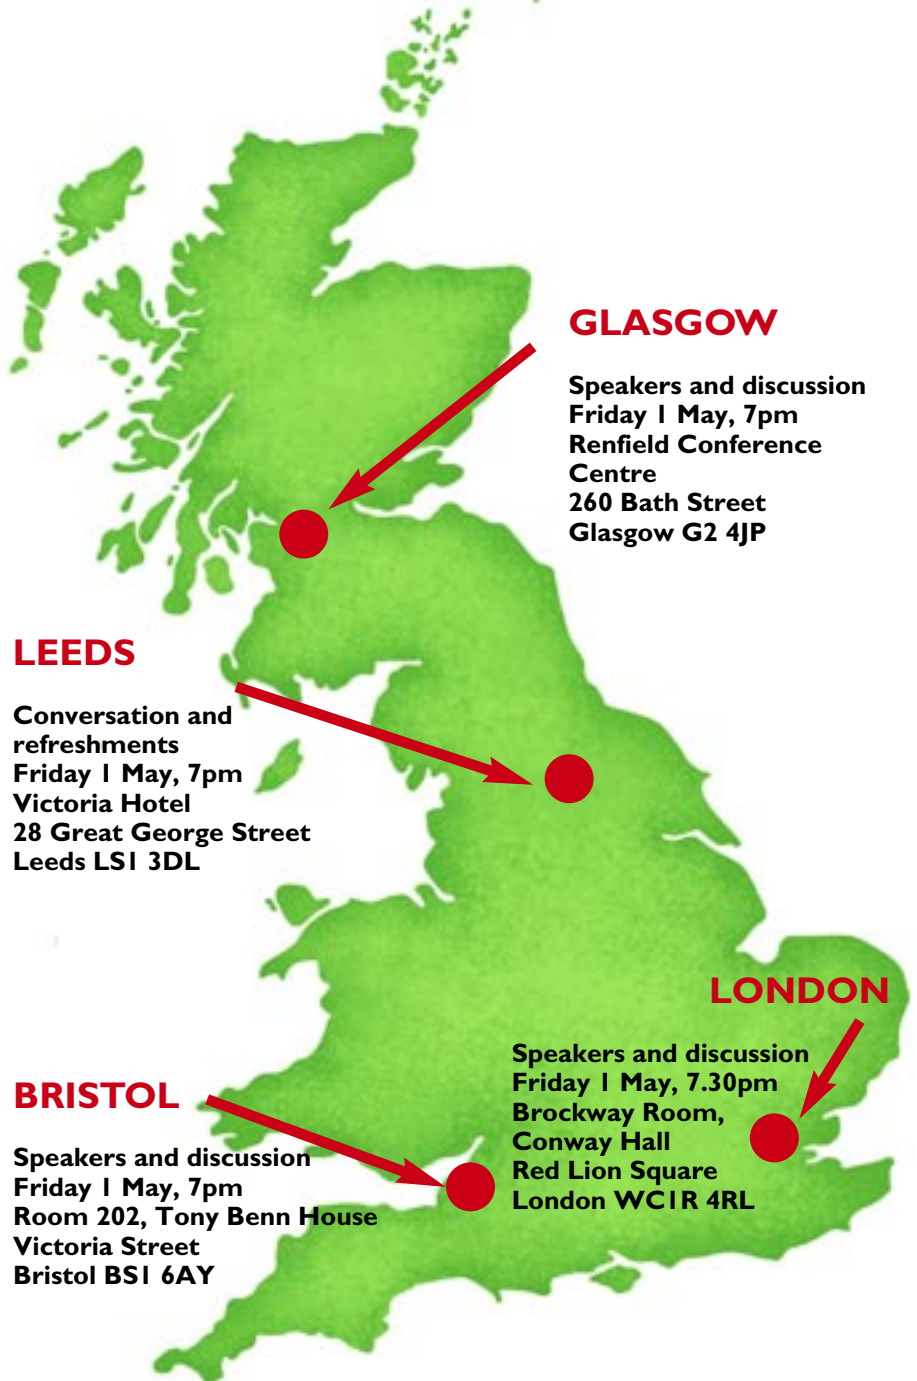 GLASGOW
Speakers and discussion
Friday 1 May, 7pm
Renfield Conference
Centre
260 Bath Street
Glasgow G2 4JP
LEEDS
Conversation and
refreshments
Friday 1 May, 7pm
Victoria Hotel
28 Great George Street
Leeds LS1 3DL
LONDON
Speakers and discussion
Friday 1 May, 7.30pm
Brockway Room,
Conway Hall
Red Lion Square
London WC1R 4RL
BRISTOL
Speakers and discussion
Friday 1 May, 7pm
Room 202, Tony Benn House
Victoria Street
Bristol BS1 6AY